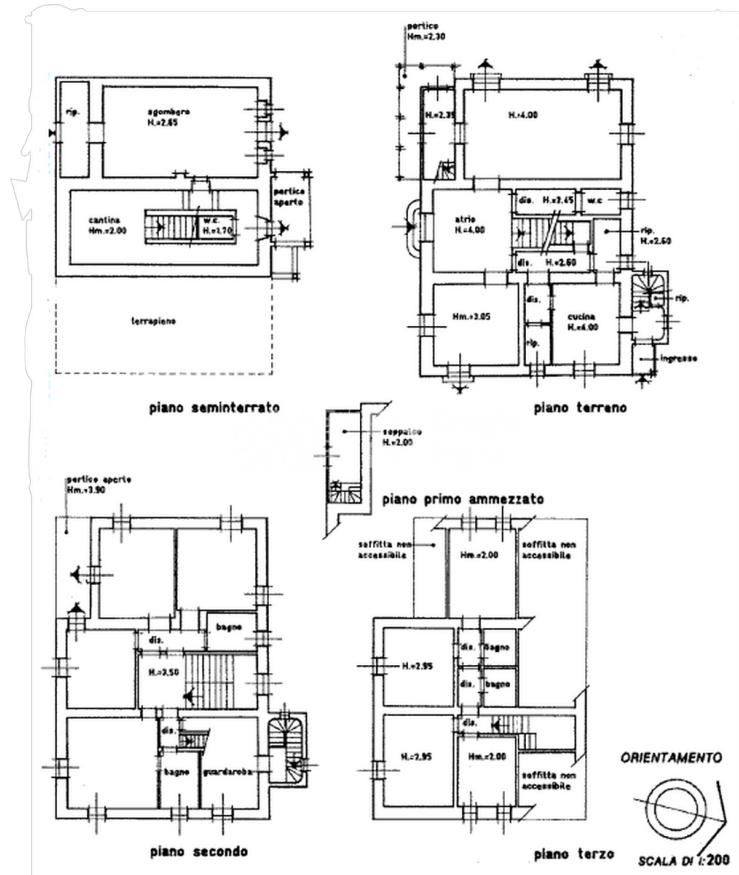 portico
Hm.=2,30
rip.
sgombero
H.=2.65
cantina
Hm.=2.00
w.c.
H.=1.70
portico
aperto
terrapieno
piano seminterrato
H.=2.35
H.=4.00
atrio
H.=4.00
dis.
H.=2.45
w.c
rip.
H.=2.60
dis.
H.=2.60
Hm.=3.05
dis.
rip.
cucina
H.=4.00
rip.
ingresso
piano terreno
soppalco
H.=2.00
piano primo ammezzato
portico aperto
Hm.=3.90
bagno
dis.
H.=3.50
dis.
bagno
guardaroba
piano secondo
soffitta non
accessibile
Hm.=2.00
soffitta non
accessibile
H.=2.95
dis.
bagno
dis.
bagno
dis.
H.=2.95
Hm.=2.00
soffitta non
accessibile
piano terzo
ORIENTAMENTO
SCALA DI 1:200